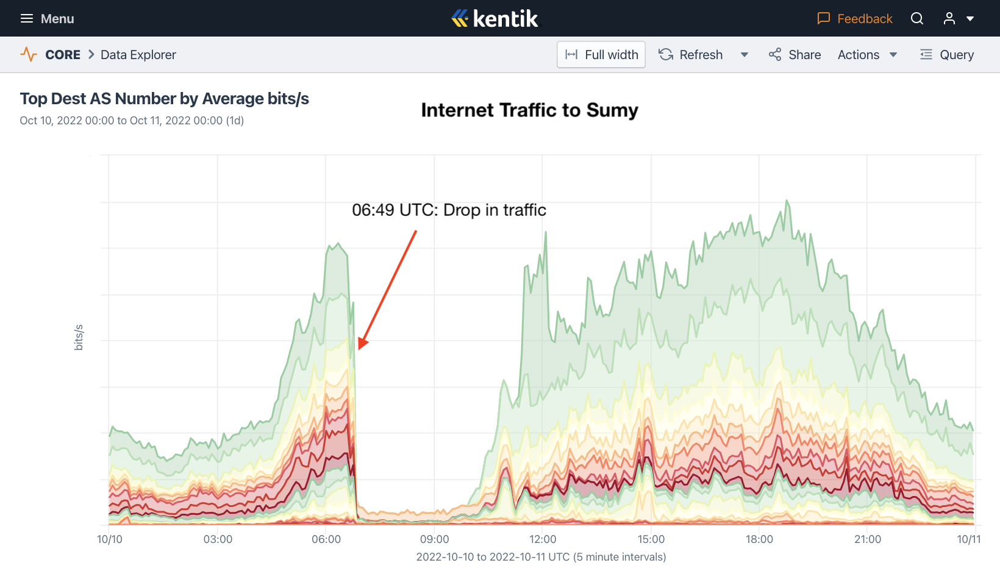 Menu
kentik
Feedback
CORE > Data Explorer
Full width
Refresh
Share
Actions
Query
Top Dest AS Number by Average bits/s
Oct 10, 2022 00:00 to Oct 11, 2022 00:00 (1d)
Internet Traffic to Sumy
06:49 UTC: Drop in traffic
bits/s
10/10 03:00 06:00 09:00 12:00 15:00 18:00 21:00 10/11
2022-10-10 to 2022-10-11 UTC (5 minute intervals)